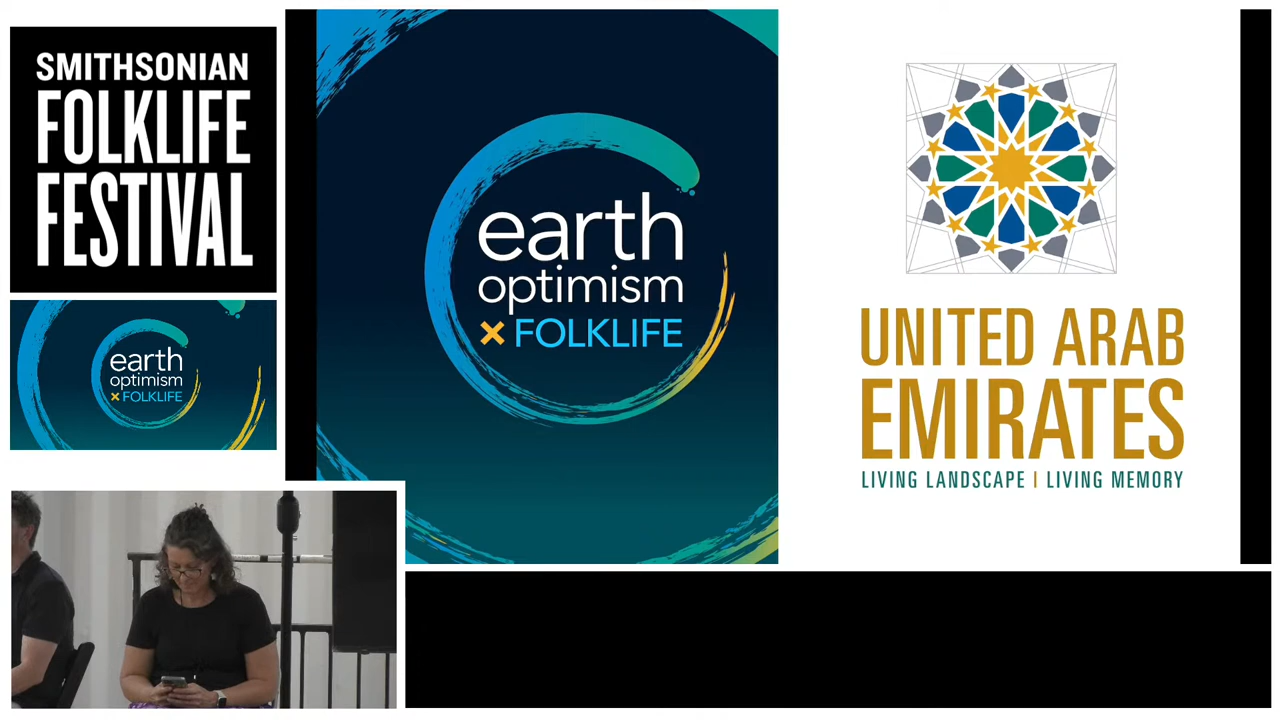 SMITHSONIAN
FOLKLIFE
FESTIVAL
earth
optimism
× FOLKLIFE
earth
optimism
× FOLKLIFE
UNITED ARAB
EMIRATES
LIVING LANDSCAPE | LIVING MEMORY